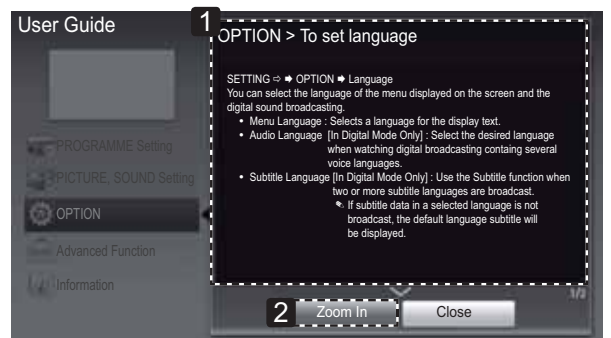 User Guide
PROGRAMME Setting
PICTURE, SOUND Setting
OPTION
Advanced Function
Information
1
OPTION > To set language
SETTING ⇨ ➡ OPTION ➡ Language
You can select the language of the menu displayed on the screen and the
digital sound broadcasting.
• Menu Language : Selects a language for the display text.
• Audio Language [In Digital Mode Only] : Select the desired language
when watching digital broadcasting containg several
voice languages.
• Subtitle Language [In Digital Mode Only] : Use the Subtitle function when
two or more subtitle languages are broadcast.
✎ If subtitle data in a selected language is not
broadcast, the default language subtitle will
be displayed.
2
Zoom In
Close